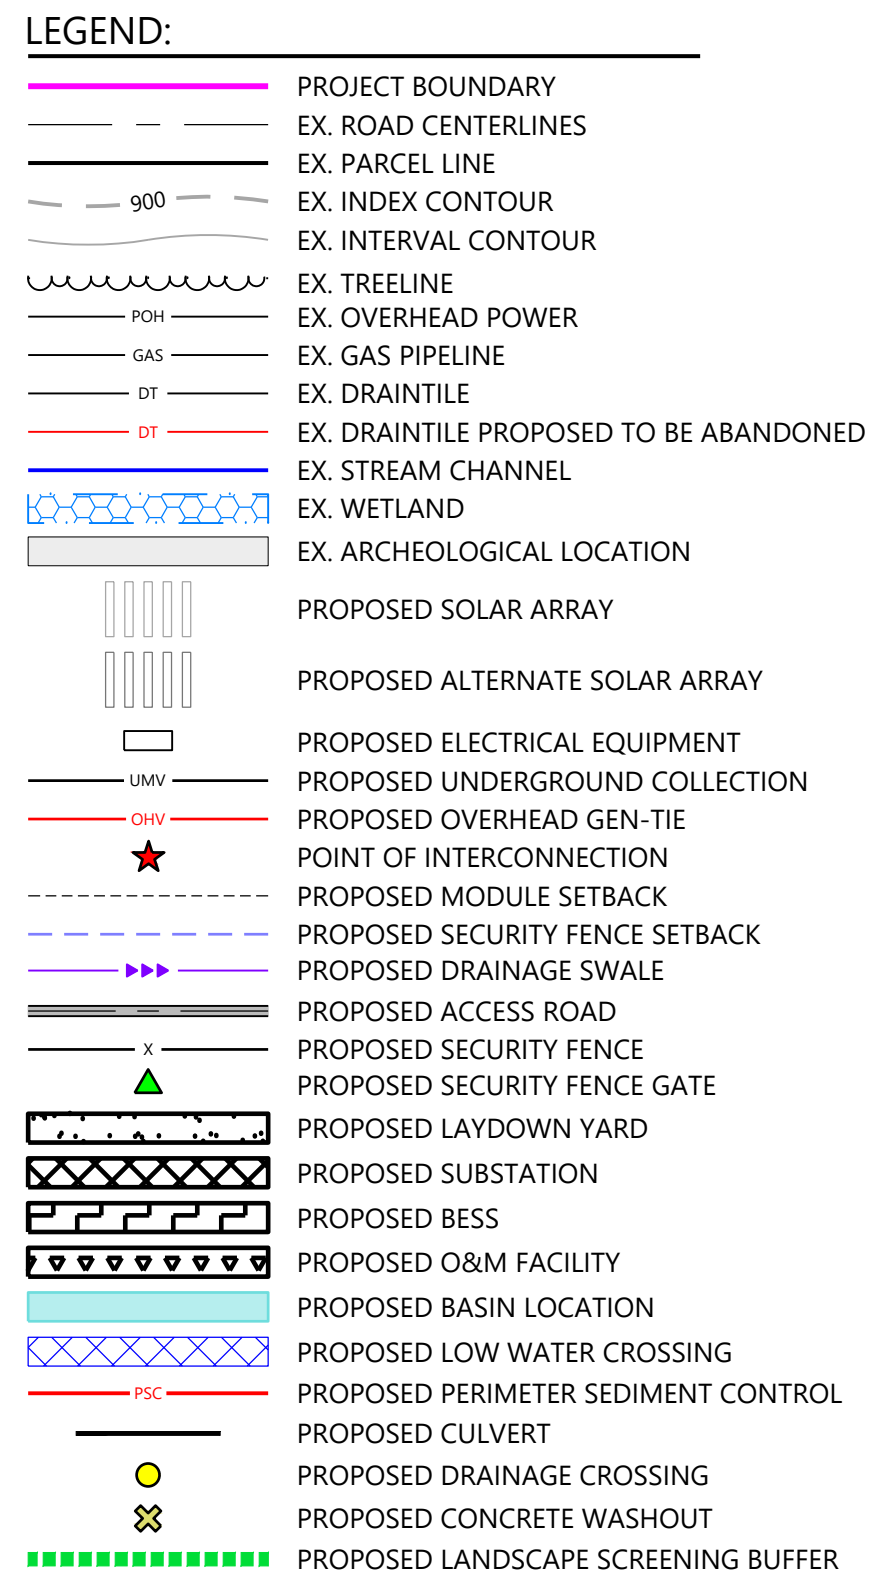 LEGEND:
PROJECT BOUNDARY
EX. ROAD CENTERLINES
EX. PARCEL LINE
900 EX. INDEX CONTOUR
EX. INTERVAL CONTOUR
EX. TREELINE
POH EX. OVERHEAD POWER
GAS EX. GAS PIPELINE
DT EX. DRAINTILE
DT EX. DRAINTILE PROPOSED TO BE ABANDONED
EX. STREAM CHANNEL
EX. WETLAND
EX. ARCHEOLOGICAL LOCATION
PROPOSED SOLAR ARRAY
PROPOSED ALTERNATE SOLAR ARRAY
PROPOSED ELECTRICAL EQUIPMENT
UMV PROPOSED UNDERGROUND COLLECTION
OHV PROPOSED OVERHEAD GEN-TIE
POINT OF INTERCONNECTION
PROPOSED MODULE SETBACK
PROPOSED SECURITY FENCE SETBACK
PROPOSED DRAINAGE SWALE
PROPOSED ACCESS ROAD
X PROPOSED SECURITY FENCE
PROPOSED SECURITY FENCE GATE
PROPOSED LAYDOWN YARD
PROPOSED SUBSTATION
PROPOSED BESS
PROPOSED O&M FACILITY
PROPOSED BASIN LOCATION
PROPOSED LOW WATER CROSSING
PSC PROPOSED PERIMETER SEDIMENT CONTROL
PROPOSED CULVERT
PROPOSED DRAINAGE CROSSING
PROPOSED CONCRETE WASHOUT
PROPOSED LANDSCAPE SCREENING BUFFER